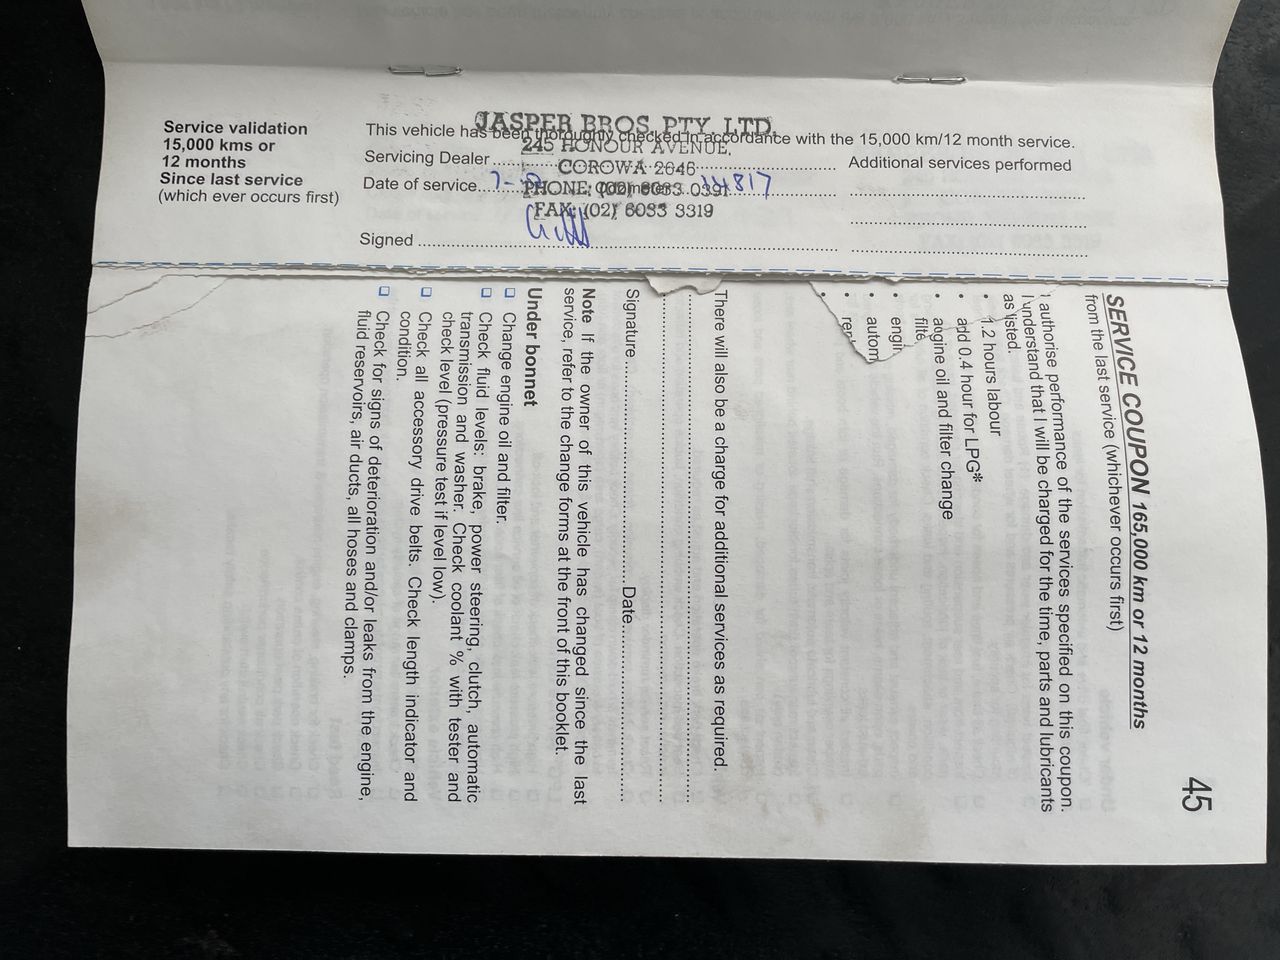 Service validation
15,000 kms or
12 months
Since last service
(which ever occurs first)
This vehicle has been thoroughly checked in accordance with the 15,000 km/12 month service.
Servicing Dealer
Date of service
Odometer
Signed
Additional services performed
JASPER BROS. PTY. LTD.
245 HONOUR AVENUE,
COROWA 2646
PHONE: (02) 6033 0391
FAX: (02) 6033 3319
45
SERVICE COUPON 165,000 km or 12 months
from the last service (whichever occurs first)
I authorise performance of the services specified on this coupon.
I understand that I will be charged for the time, parts and lubricants
as listed.
• 1.2 hours labour
• add 0.4 hour for LPG*
• engine oil and filter change
There will also be a charge for additional services as required.
Signature Date
Note If the owner of this vehicle has changed since the last
service, refer to the change forms at the front of this booklet.
Under bonnet
❑ Change engine oil and filter.
❑ Check fluid levels: brake, power steering, clutch, automatic
transmission and washer. Check coolant % with tester and
check level (pressure test if level low).
❑ Check all accessory drive belts. Check length indicator and
condition.
❑ Check for signs of deterioration and/or leaks from the engine,
fluid reservoirs, air ducts, all hoses and clamps.